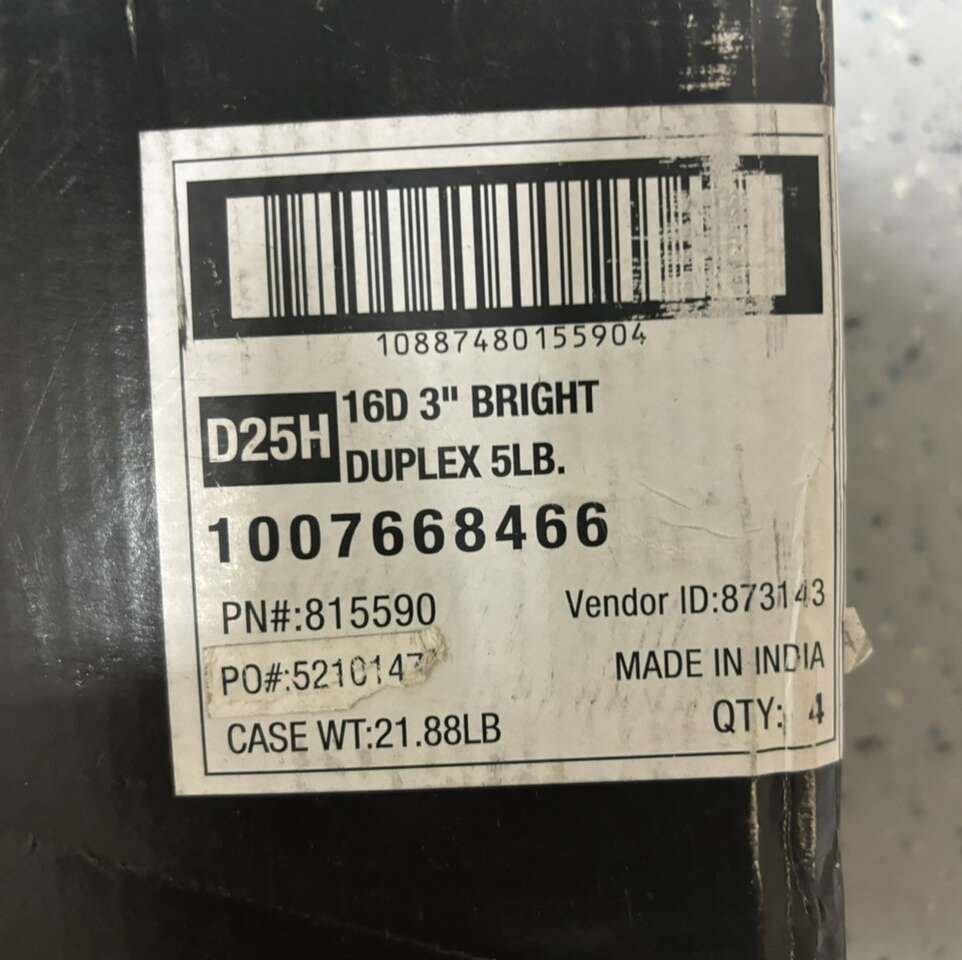 10887480155904
D25H
16D 3" BRIGHT
DUPLEX 5LB.
1007668466
PN#:815590
Vendor ID:873143
PO#:
MADE IN INDIA
CASE WT:21.88LB
QTY: 4